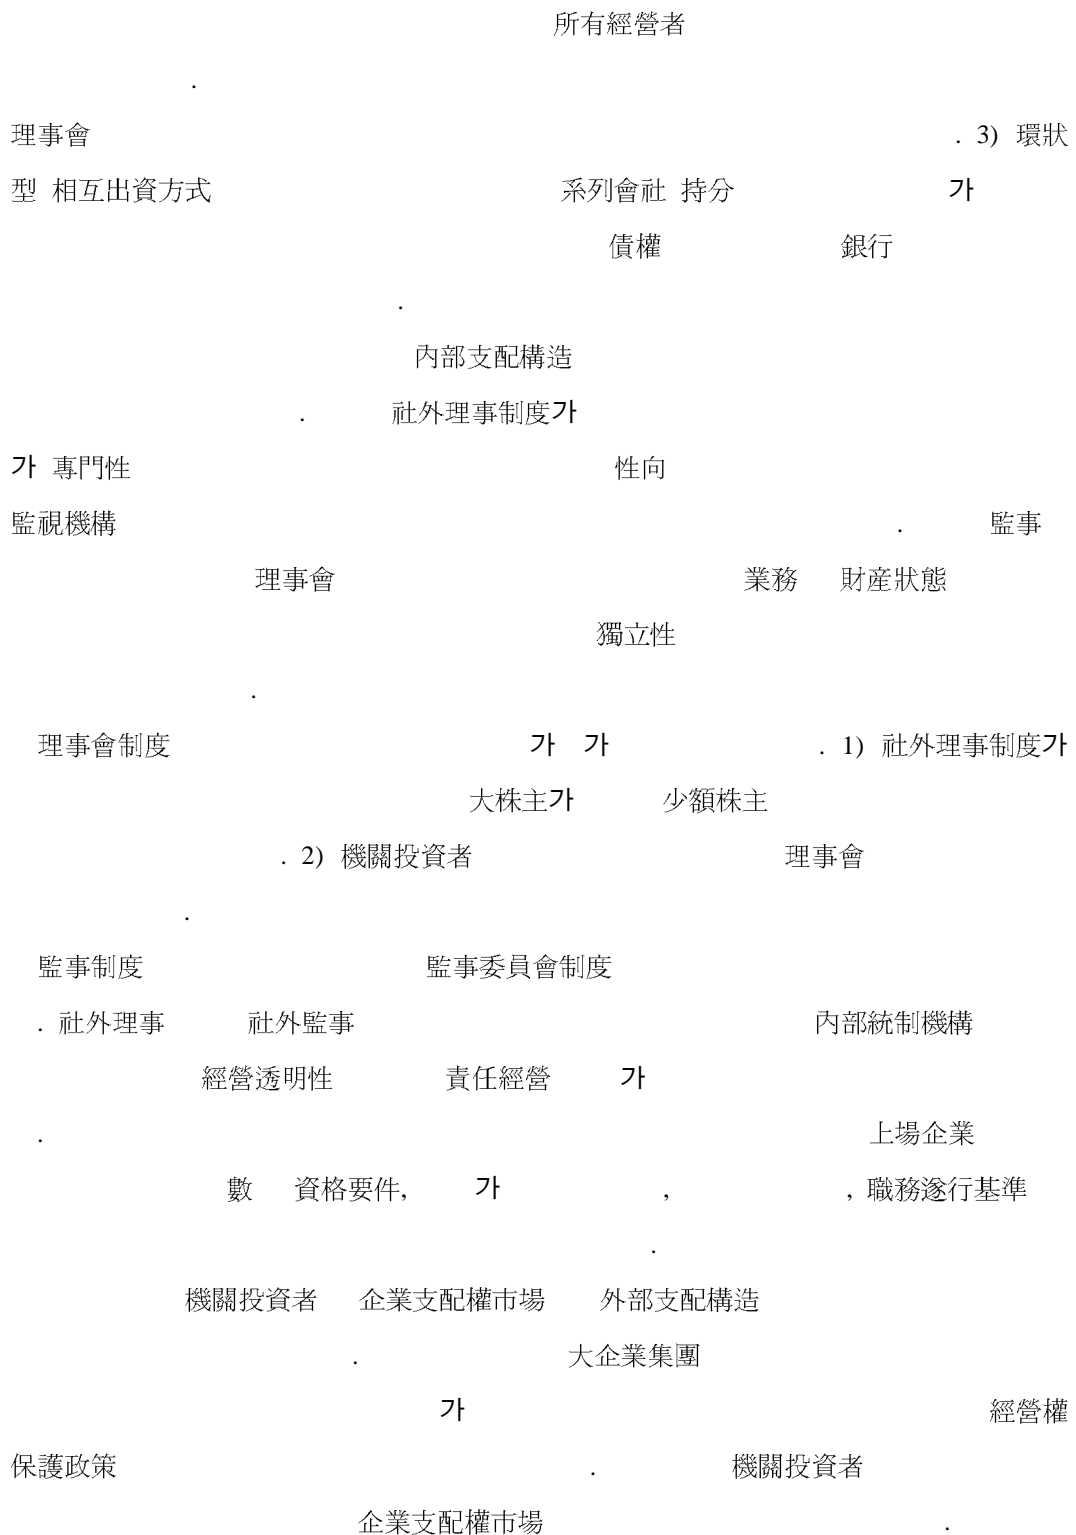 所有經營者
.
理事會 . 3) 環狀
型 相互出資方式 系列會社 持分 가
債權 銀行
.
內部支配構造
. 社外理事制度가
가 專門性 性向
監視機構 . 監事
理事會 業務 財産狀態
獨立性
.
理事會制度 가 가 . 1) 社外理事制度가
大株主가 少額株主
. 2) 機關投資者 理事會
.
監事制度 監事委員會制度
. 社外理事 社外監事 內部統制機構
經營透明性 責任經營 가
. 上場企業
數 資格要件, 가 , , 職務遂行基準
.
機關投資者 企業支配權市場 外部支配構造
. 大企業集團
가 經營權
保護政策 . 機關投資者
企業支配權市場 .